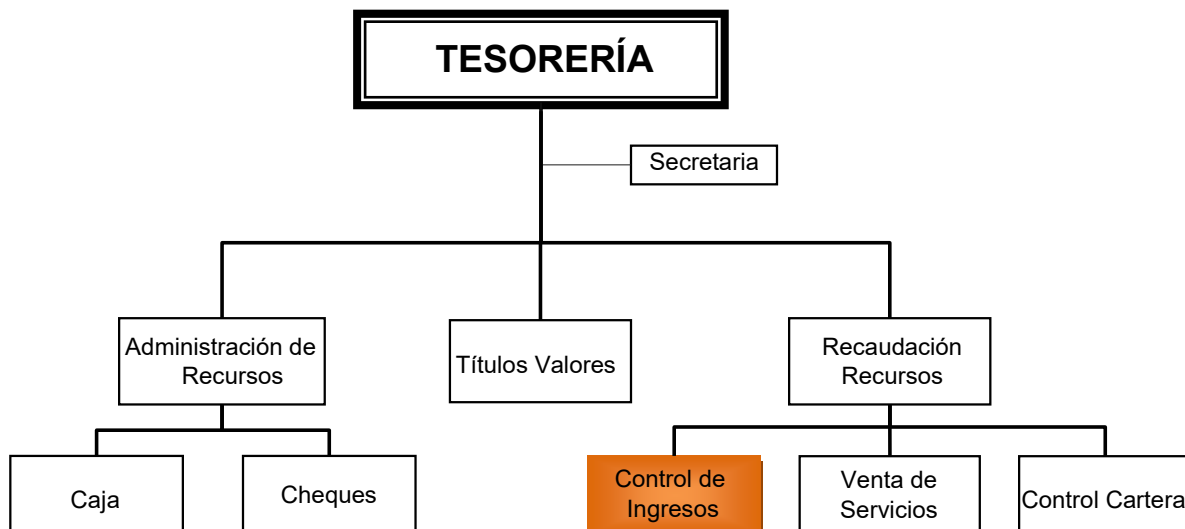 TESORERÍA
Secretaria
Administración de
Recursos
Títulos Valores
Recaudación
Recursos
Caja
Cheques
Control de
Ingresos
Venta de
Servicios
Control Cartera